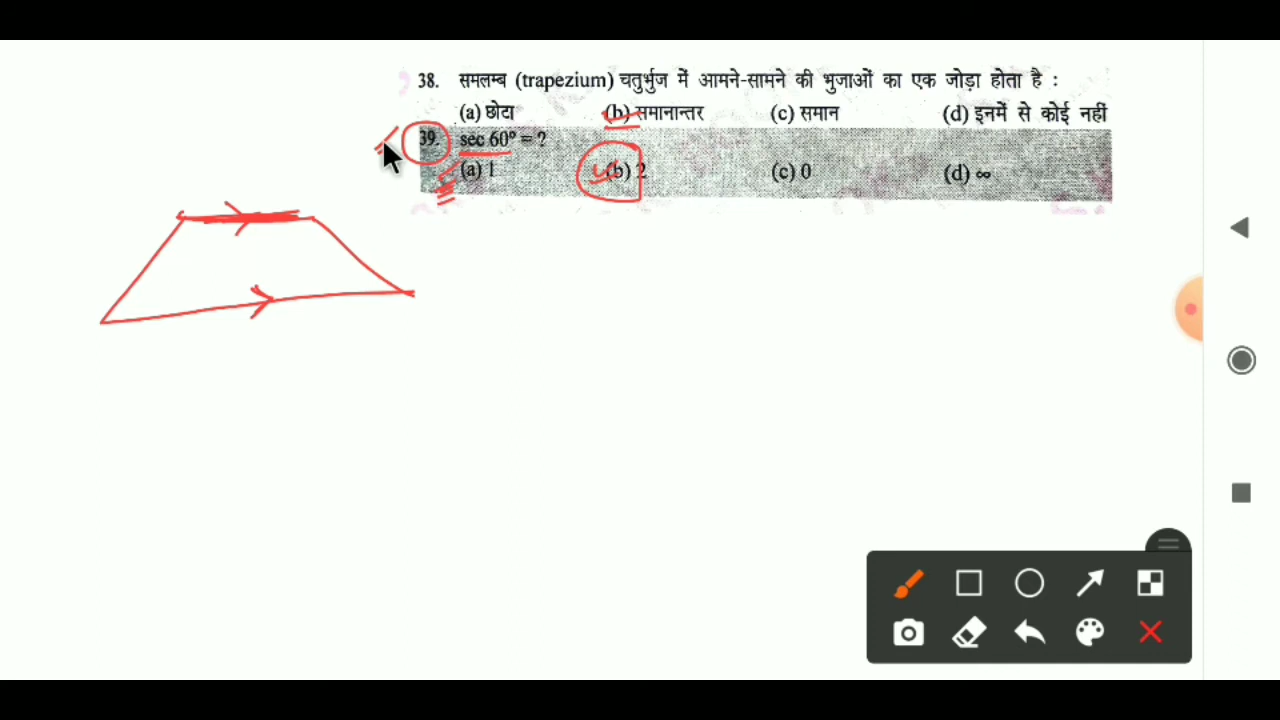 38. समलम्ब (trapezium) चतुर्भुज में आमने-सामने की भुजाओं का एक जोड़ा होता है :
(a) छोटा (b) समानान्तर (c) समान (d) इनमें से कोई नहीं
39. sec 60° = ?
(a) 1 (b) 2 (c) 0 (d) ∞